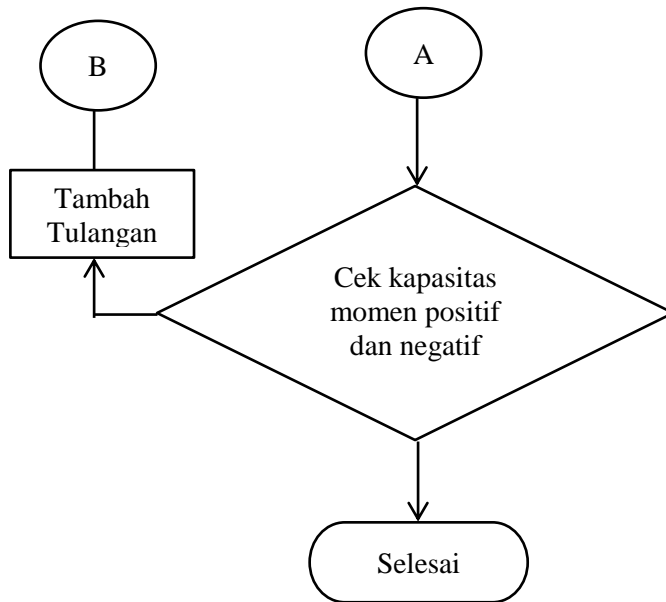 B
A
Tambah
Tulangan
Cek kapasitas
momen positif
dan negatif
Selesai